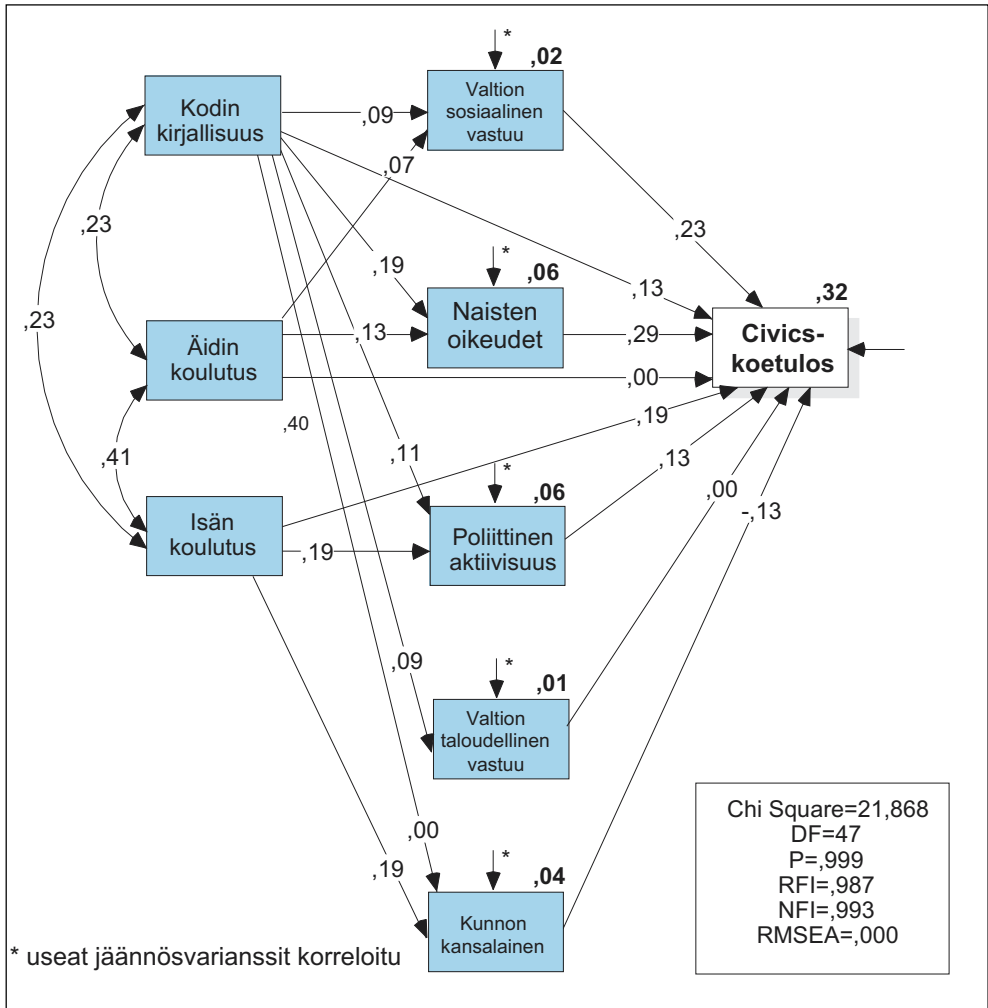 *
,02
Valtion
sosiaalinen
vastuu
Kodin
kirjallisuus
,09
,07
,23
,23
,19
*
,06
Naisten
oikeudet
,13
,32
Civics-
koetulos
,23
Äidin
koulutus
,13
,29
,00
,40
,19
,41
,11
*
,06
Poliittinen
aktiivisuus
,13
,00
-,13
Isän
koulutus
,19
,09
*
,01
Valtion
taloudellinen
vastuu
,00
,19
*
,04
Kunnon
kansalainen
Chi Square=21,868
DF=47
P=,999
RFI=,987
NFI=,993
RMSEA=,000
* useat jäännösvarianssit korreloitu